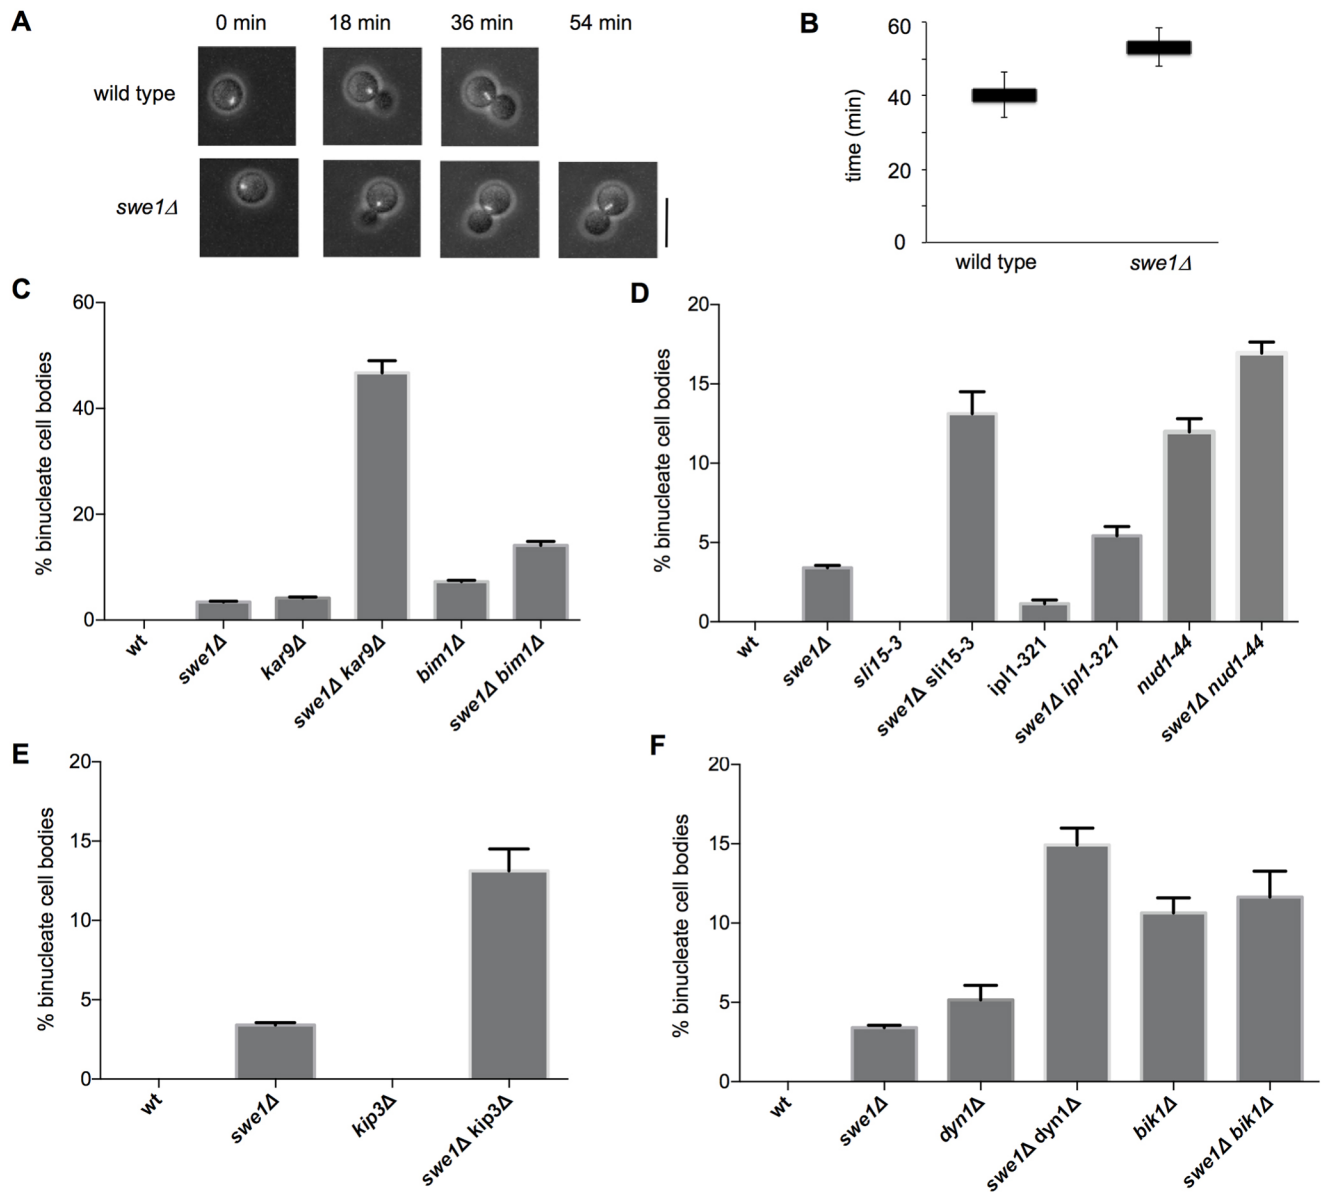 A
0 min 18 min 36 min 54 min
wild type
swe1Δ
B
time (min)
60
40
20
0
wild type swe1Δ
C
% binucleate cell bodies
60
40
20
0
wt swe1Δ kar9Δ swe1Δ kar9Δ bim1Δ swe1Δ bim1Δ
D
% binucleate cell bodies
20
15
10
5
0
wt swe1Δ sli15-3 swe1Δ sli15-3 ipl1-321 swe1Δ ipl1-321 nud1-44 swe1Δ nud1-44
E
% binucleate cell bodies
20
15
10
5
0
wt swe1Δ kip3Δ swe1Δ kip3Δ
F
% binucleate cell bodies
20
15
10
5
0
wt swe1Δ dyn1Δ swe1Δ dyn1Δ bik1Δ swe1Δ bik1Δ